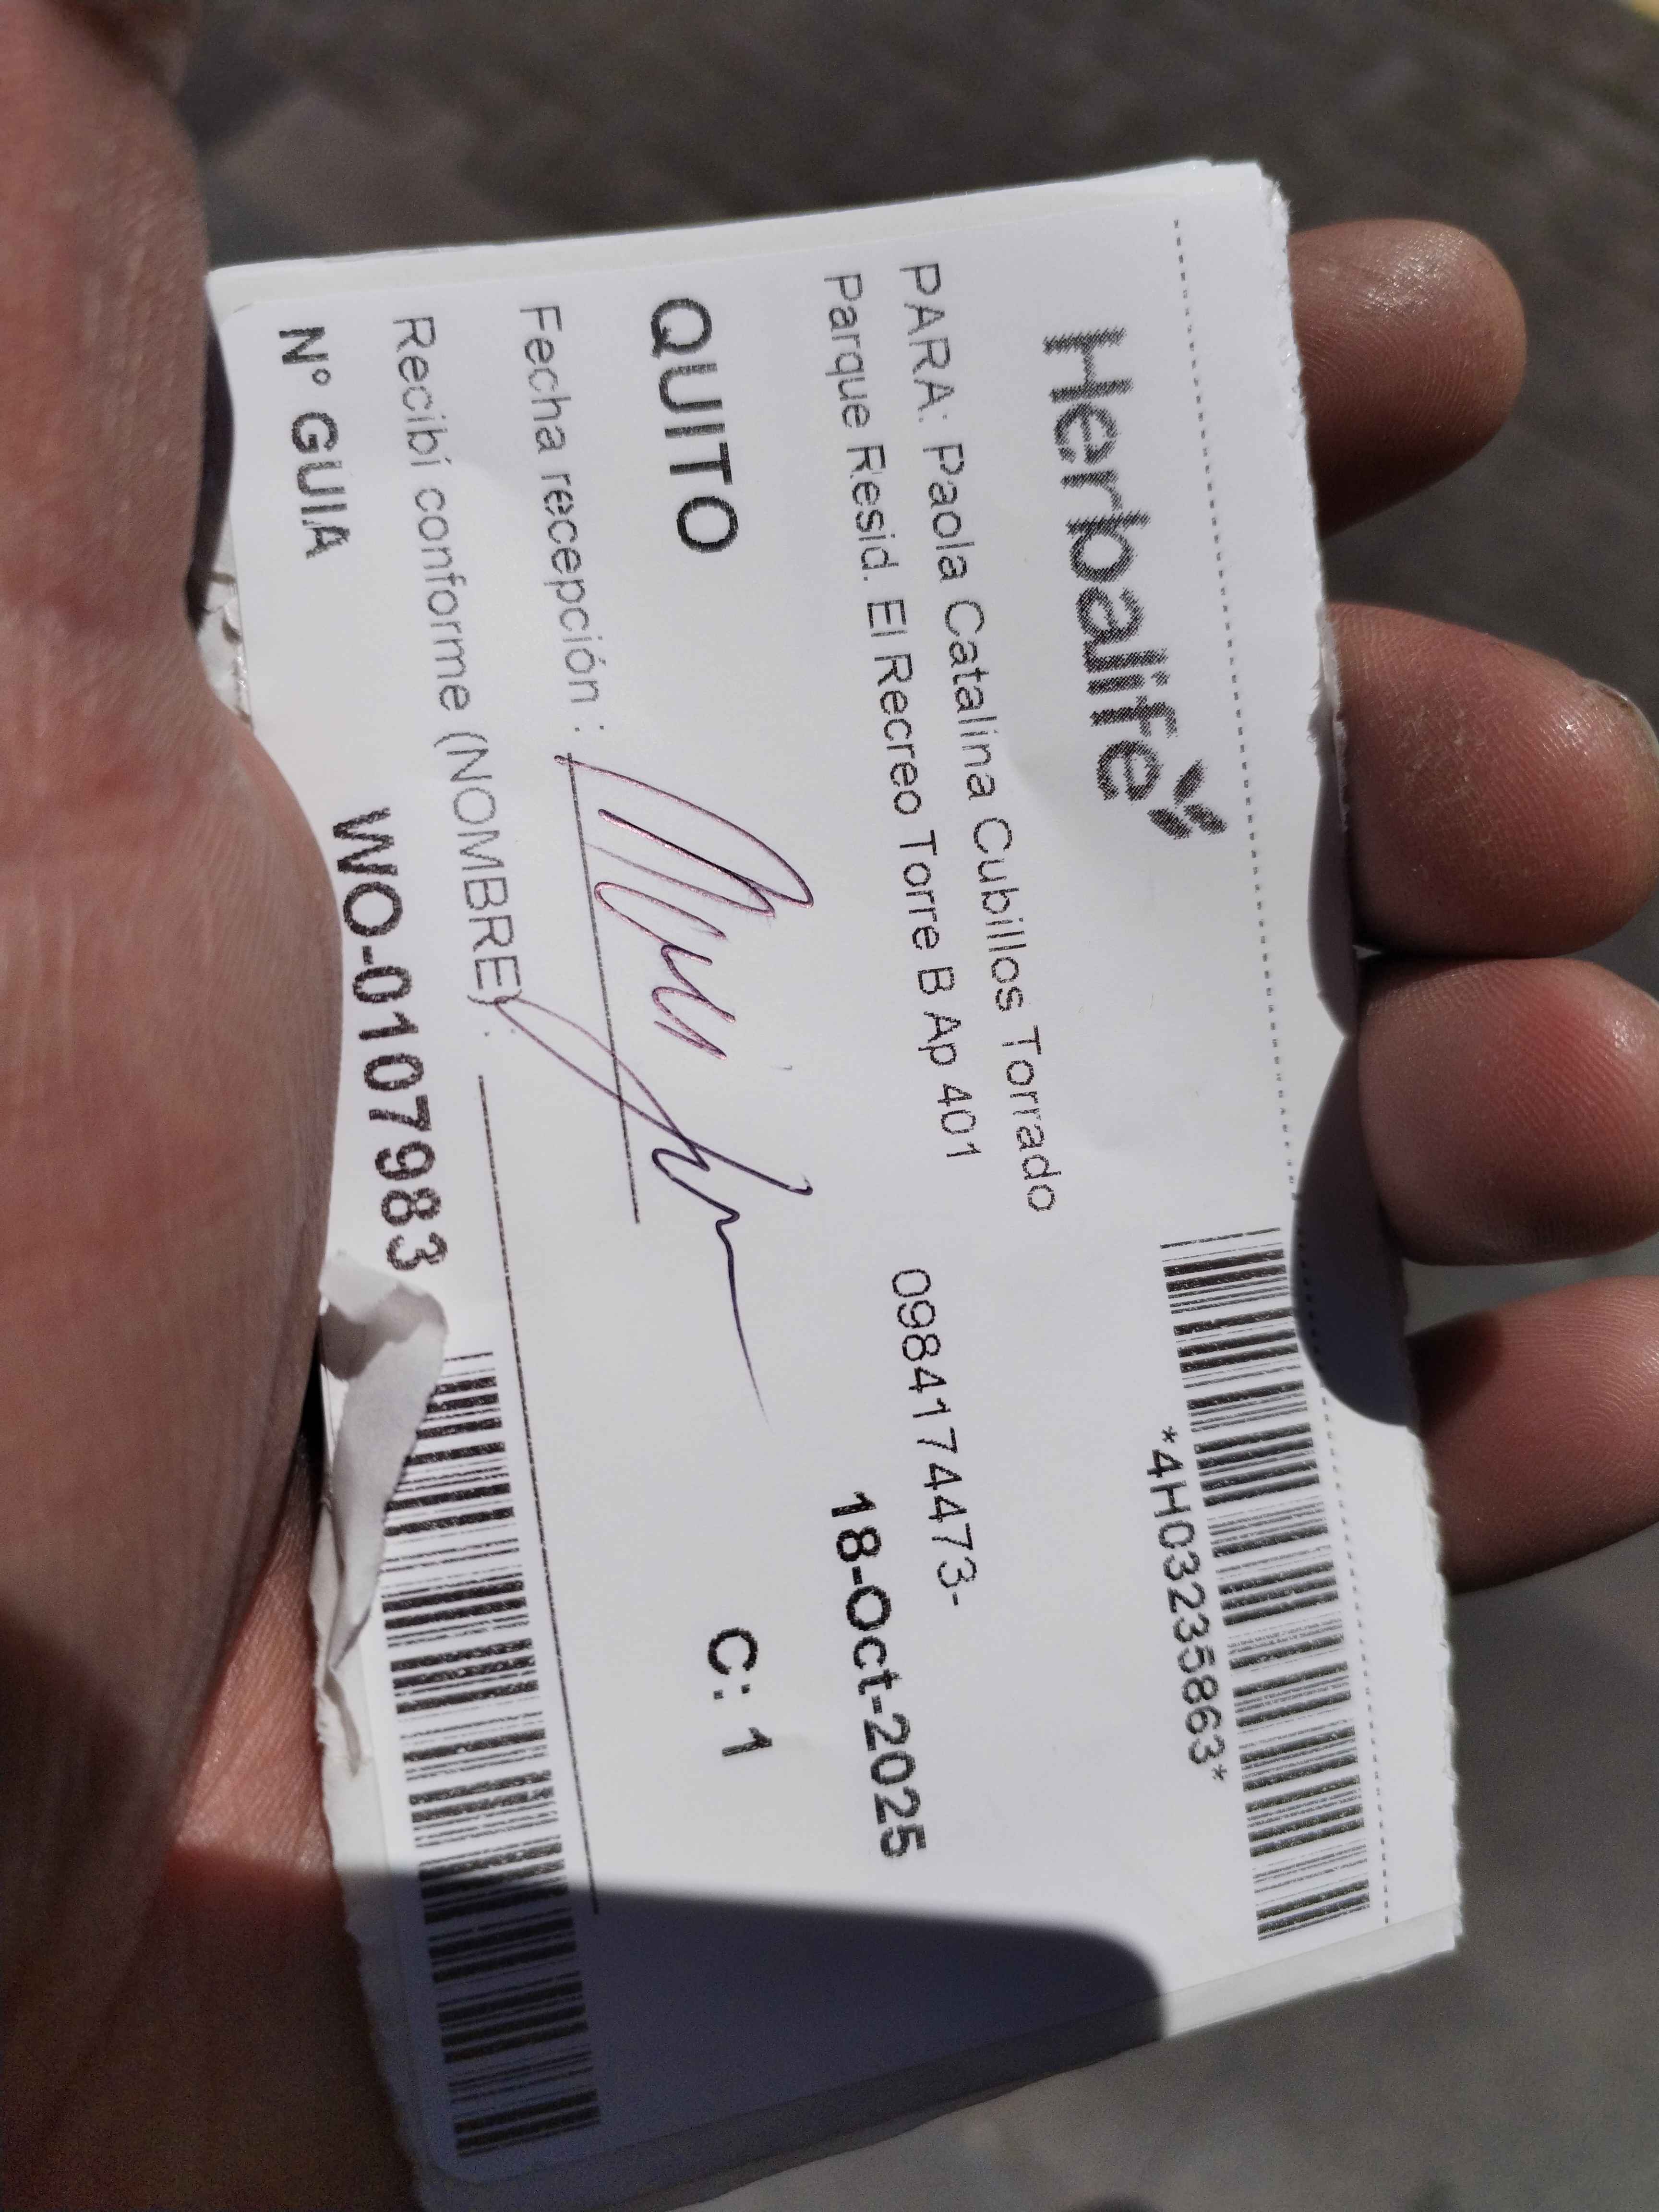 Herbalife
*4H03235863*
PARA: Paola Catalina Cubillos Torrado
Parque Resid. El Recreo Torre B Ap 401
0984174473-
18-Oct-2025
QUITO
C: 1
Fecha recepción :
Recibí conforme (NOMBRE) :
N° GUIA
WO-0107983